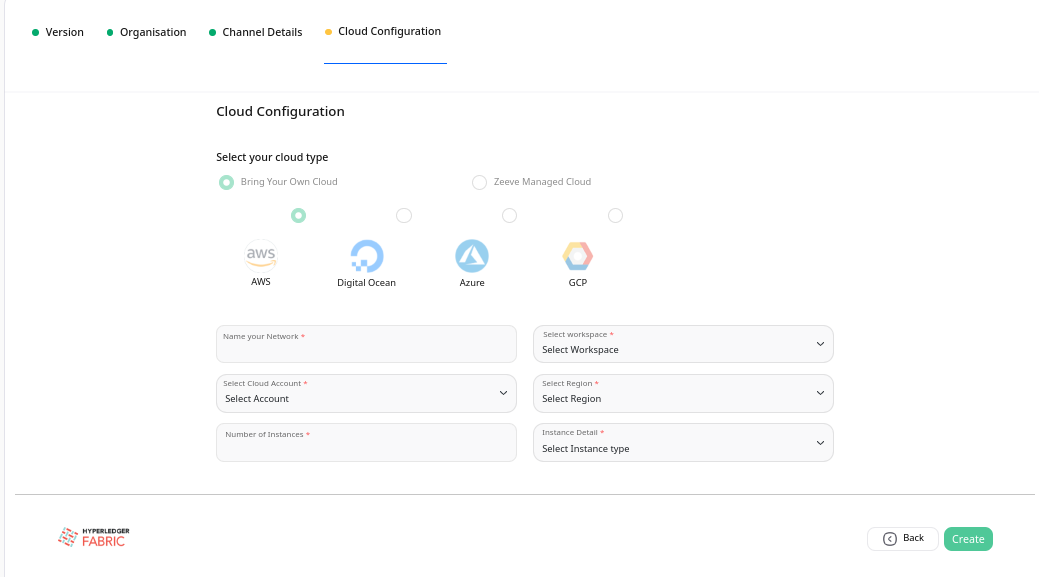 Version Organisation Channel Details Cloud Configuration
Cloud Configuration
Select your cloud type
Bring Your Own Cloud Zeeve Managed Cloud
aws
AWS Digital Ocean Azure GCP
Name your Network * Select workspace *
Select Workspace
Select Cloud Account * Select Region *
Select Account Select Region
Number of Instances * Instance Detail *
Select Instance type
HYPERLEDGER
FABRIC
Back Create